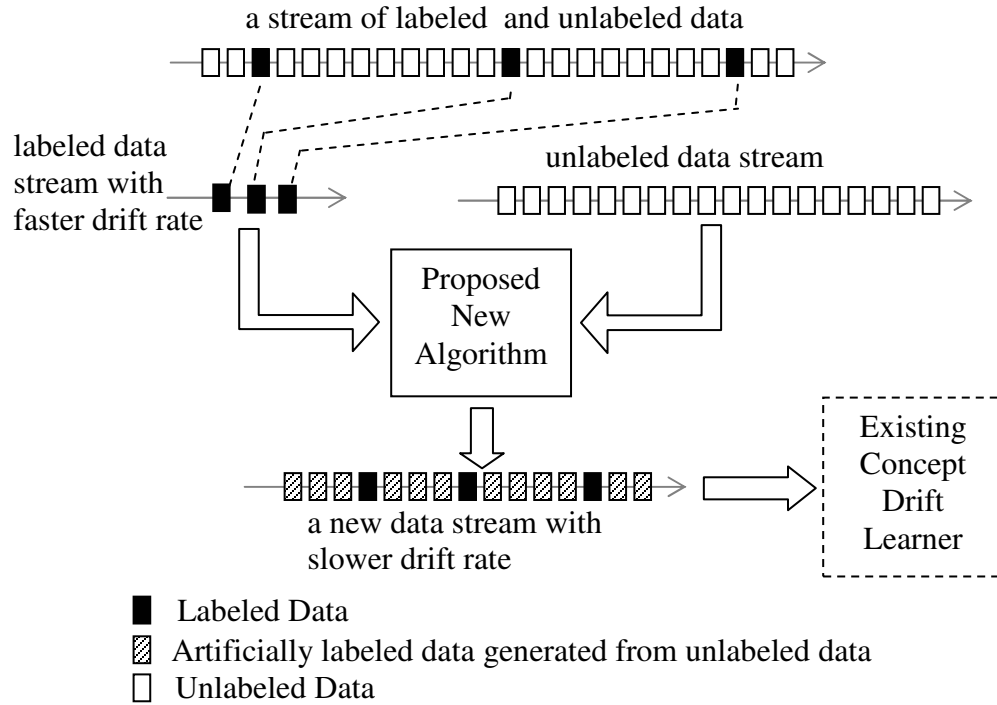 a stream of labeled and unlabeled data
labeled data
stream with
faster drift rate
unlabeled data stream
Proposed
New
Algorithm
Existing
Concept
Drift
Learner
a new data stream with
slower drift rate
Labeled Data
Artificially labeled data generated from unlabeled data
Unlabeled Data